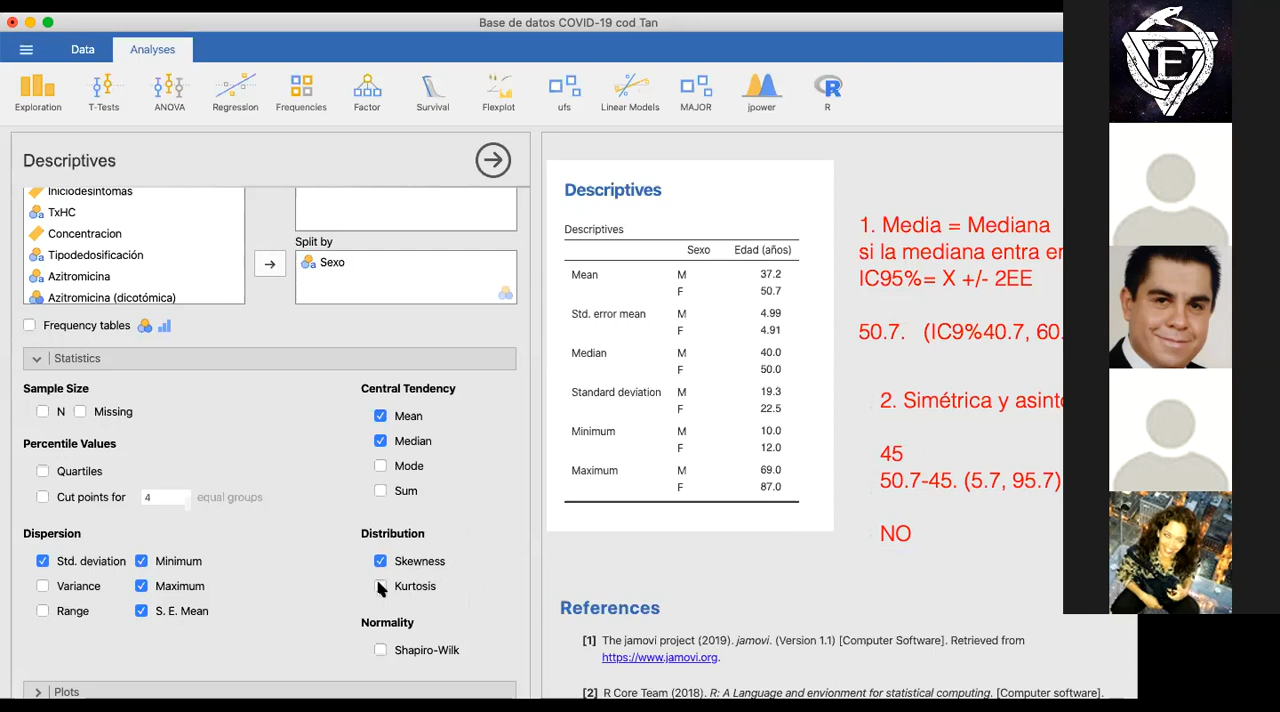 Base de datos COVID-19 cod Tan
Data
Analyses
Exploration
T-Tests
ANOVA
Regression
Frequencies
Factor
Survival
Flexplot
ufs
Linear Models
MAJOR
jpower
R
R
Descriptives
Iniciodesintomas
TxHC
Concentracion
Tipodedosificación
Azitromicina
Azitromicina (dicotómica)
Split by
Sexo
Frequency tables
Statistics
Sample Size
N
Missing
Percentile Values
Quartiles
Cut points for 4 equal groups
Dispersion
Std. deviation
Minimum
Variance
Maximum
Range
S. E. Mean
Central Tendency
Mean
Median
Mode
Sum
Distribution
Skewness
Kurtosis
Normality
Shapiro-Wilk
Plots
Descriptives
Descriptives
Sexo Edad (años)
Mean M 37.2
F 50.7
Std. error mean M 4.99
F 4.91
Median M 40.0
F 50.0
Standard deviation M 19.3
F 22.5
Minimum M 10.0
F 12.0
Maximum M 69.0
F 87.0
1. Media = Mediana
si la mediana entra
IC95%= X +/- 2EE
50.7. (IC9%40.7, 60.
2. Simétrica y
45
50.7-45. (5.7, 95.7)
NO
References
[1] The jamovi project (2019). jamovi. (Version 1.1) [Computer Software]. Retrieved from
https://www.jamovi.org.
[2] R Core Team (2018). R: A Language and envionment for statistical computing. [Computer software].
E